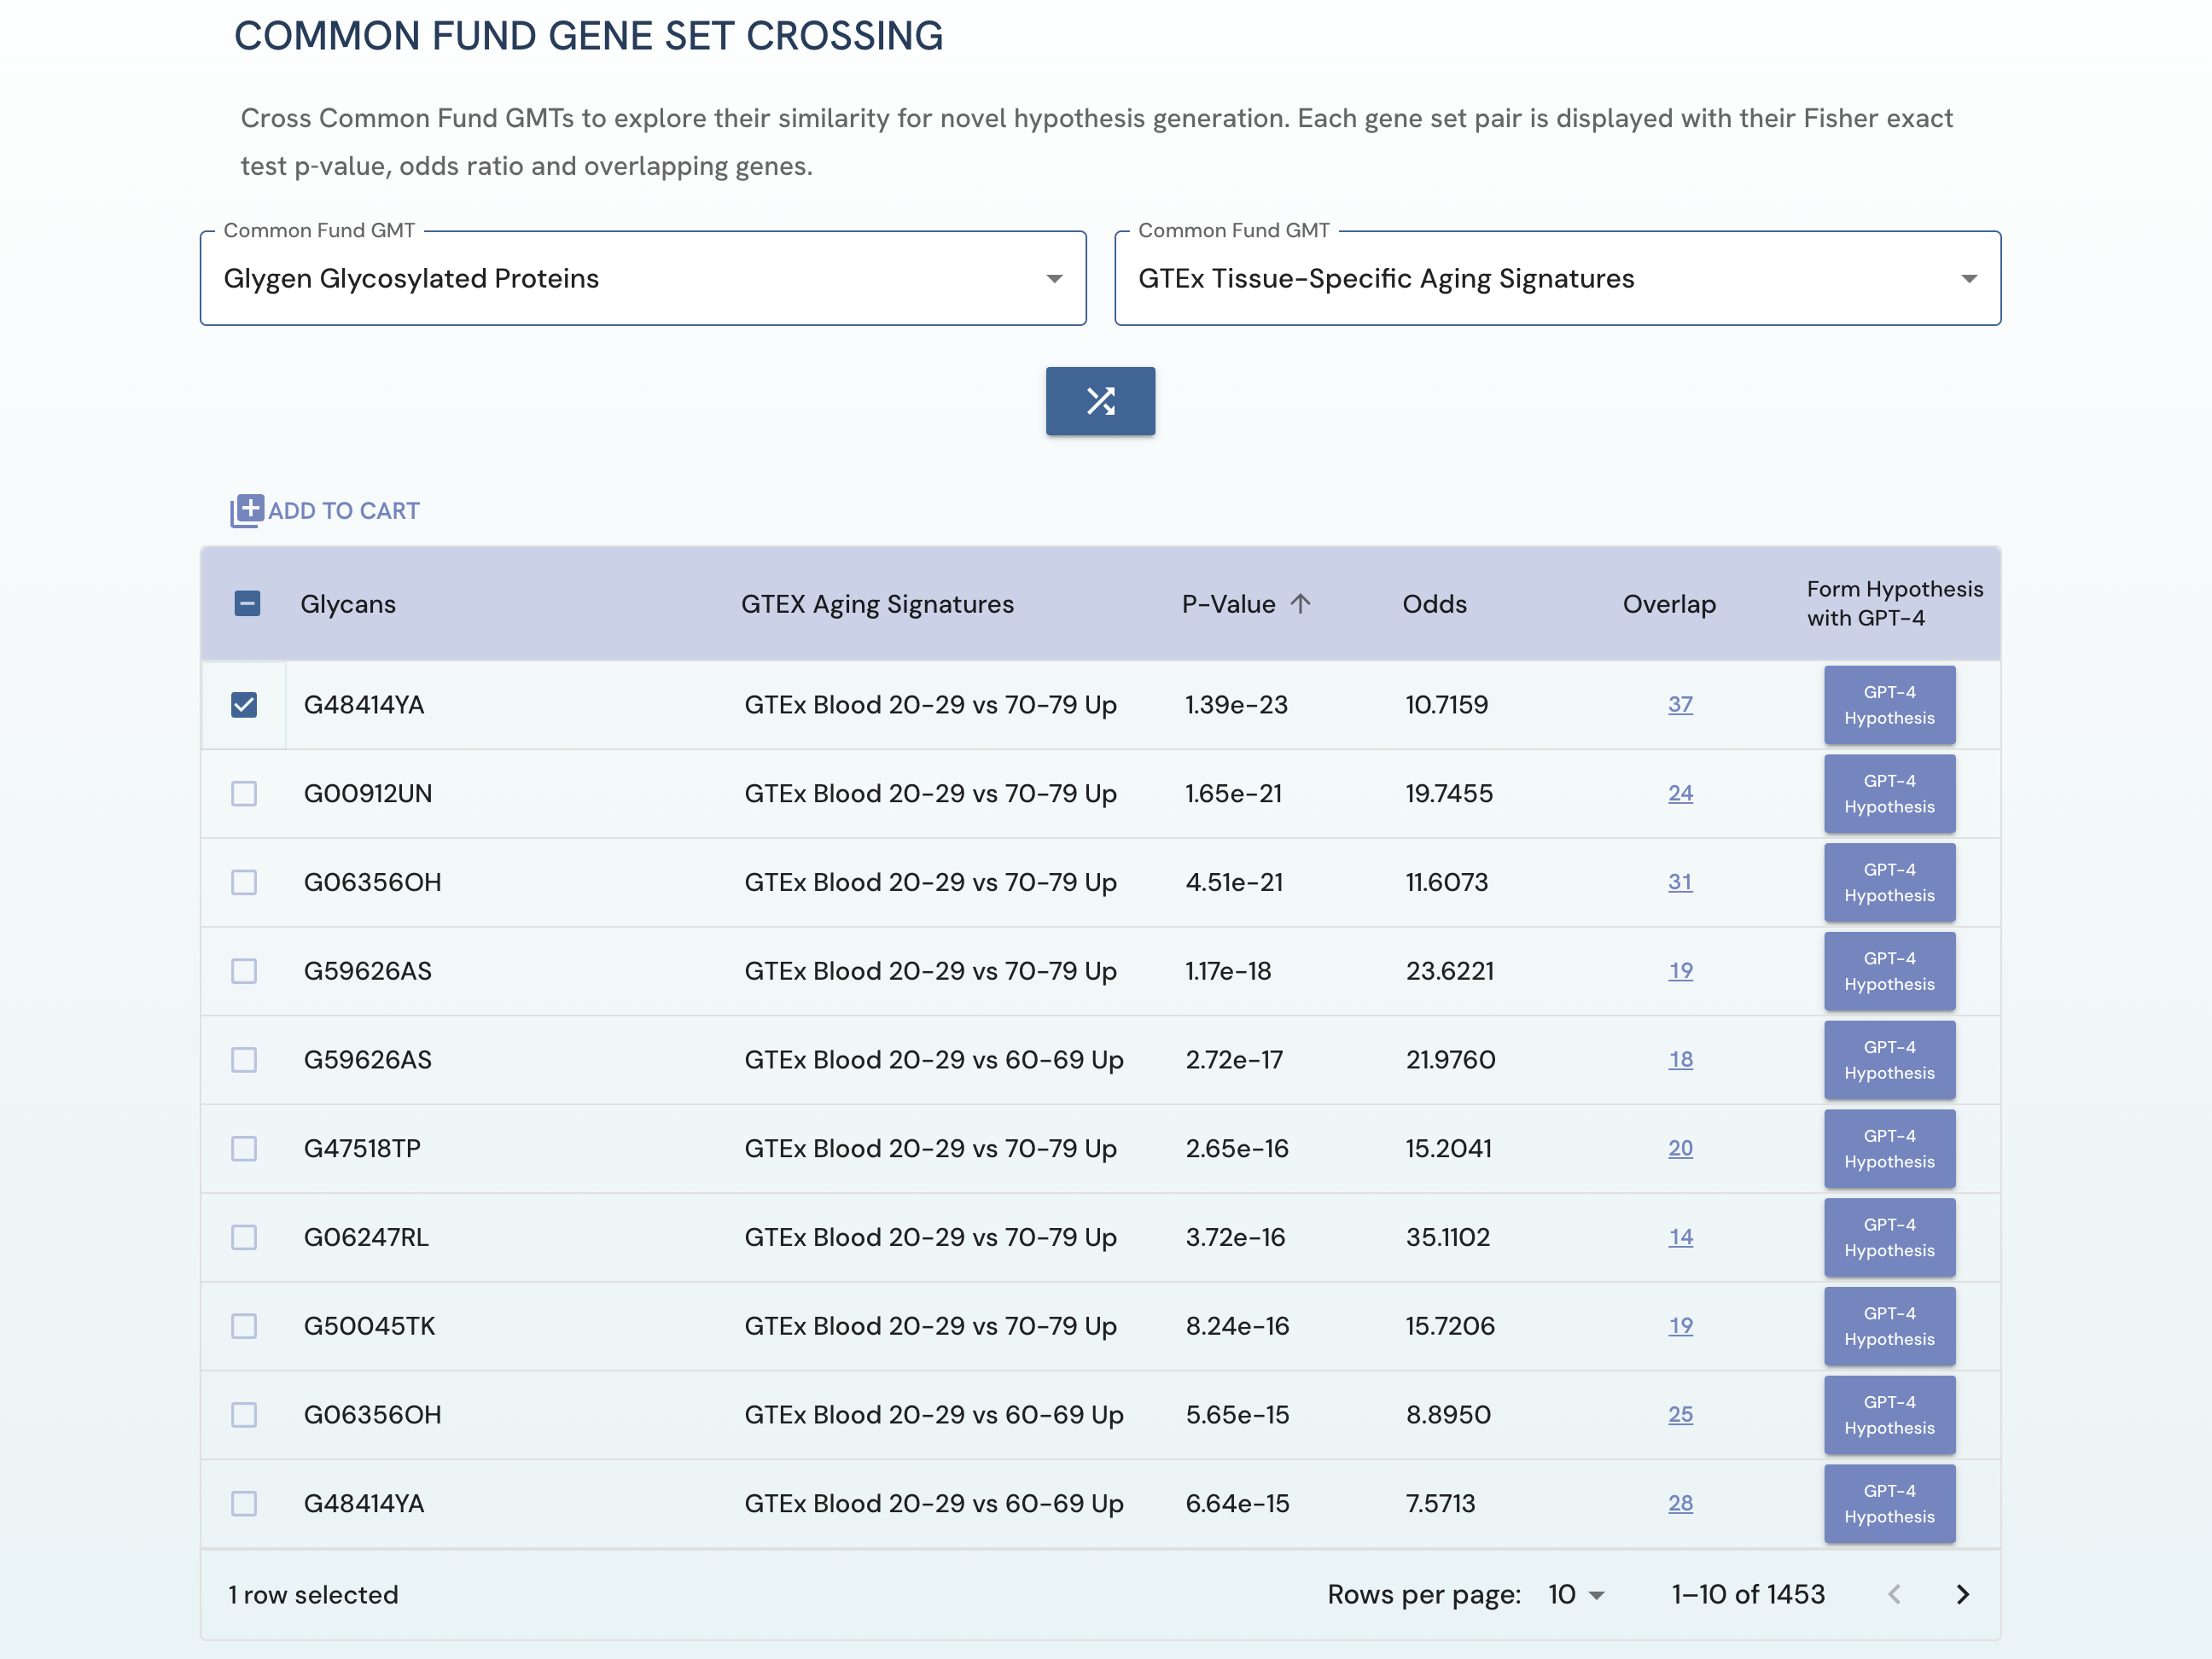 COMMON FUND GENE SET CROSSING
Cross Common Fund GMTs to explore their similarity for novel hypothesis generation. Each gene set pair is displayed with their Fisher exact
test p-value, odds ratio and overlapping genes.
Common Fund GMT
Glygen Glycosylated Proteins
Common Fund GMT
GTEx Tissue-Specific Aging Signatures
ADD TO CART
Glycans GTEX Aging Signatures P-Value Odds Overlap Form Hypothesis with GPT-4
G48414YA GTEx Blood 20-29 vs 70-79 Up 1.39e-23 10.7159 37 GPT-4 Hypothesis
G00912UN GTEx Blood 20-29 vs 70-79 Up 1.65e-21 19.7455 24 GPT-4 Hypothesis
G06356OH GTEx Blood 20-29 vs 70-79 Up 4.51e-21 11.6073 31 GPT-4 Hypothesis
G59626AS GTEx Blood 20-29 vs 70-79 Up 1.17e-18 23.6221 19 GPT-4 Hypothesis
G59626AS GTEx Blood 20-29 vs 60-69 Up 2.72e-17 21.9760 18 GPT-4 Hypothesis
G47518TP GTEx Blood 20-29 vs 70-79 Up 2.65e-16 15.2041 20 GPT-4 Hypothesis
G06247RL GTEx Blood 20-29 vs 70-79 Up 3.72e-16 35.1102 14 GPT-4 Hypothesis
G50045TK GTEx Blood 20-29 vs 70-79 Up 8.24e-16 15.7206 19 GPT-4 Hypothesis
G06356OH GTEx Blood 20-29 vs 60-69 Up 5.65e-15 8.8950 25 GPT-4 Hypothesis
G48414YA GTEx Blood 20-29 vs 60-69 Up 6.64e-15 7.5713 28 GPT-4 Hypothesis
1 row selected Rows per page: 10 1–10 of 1453